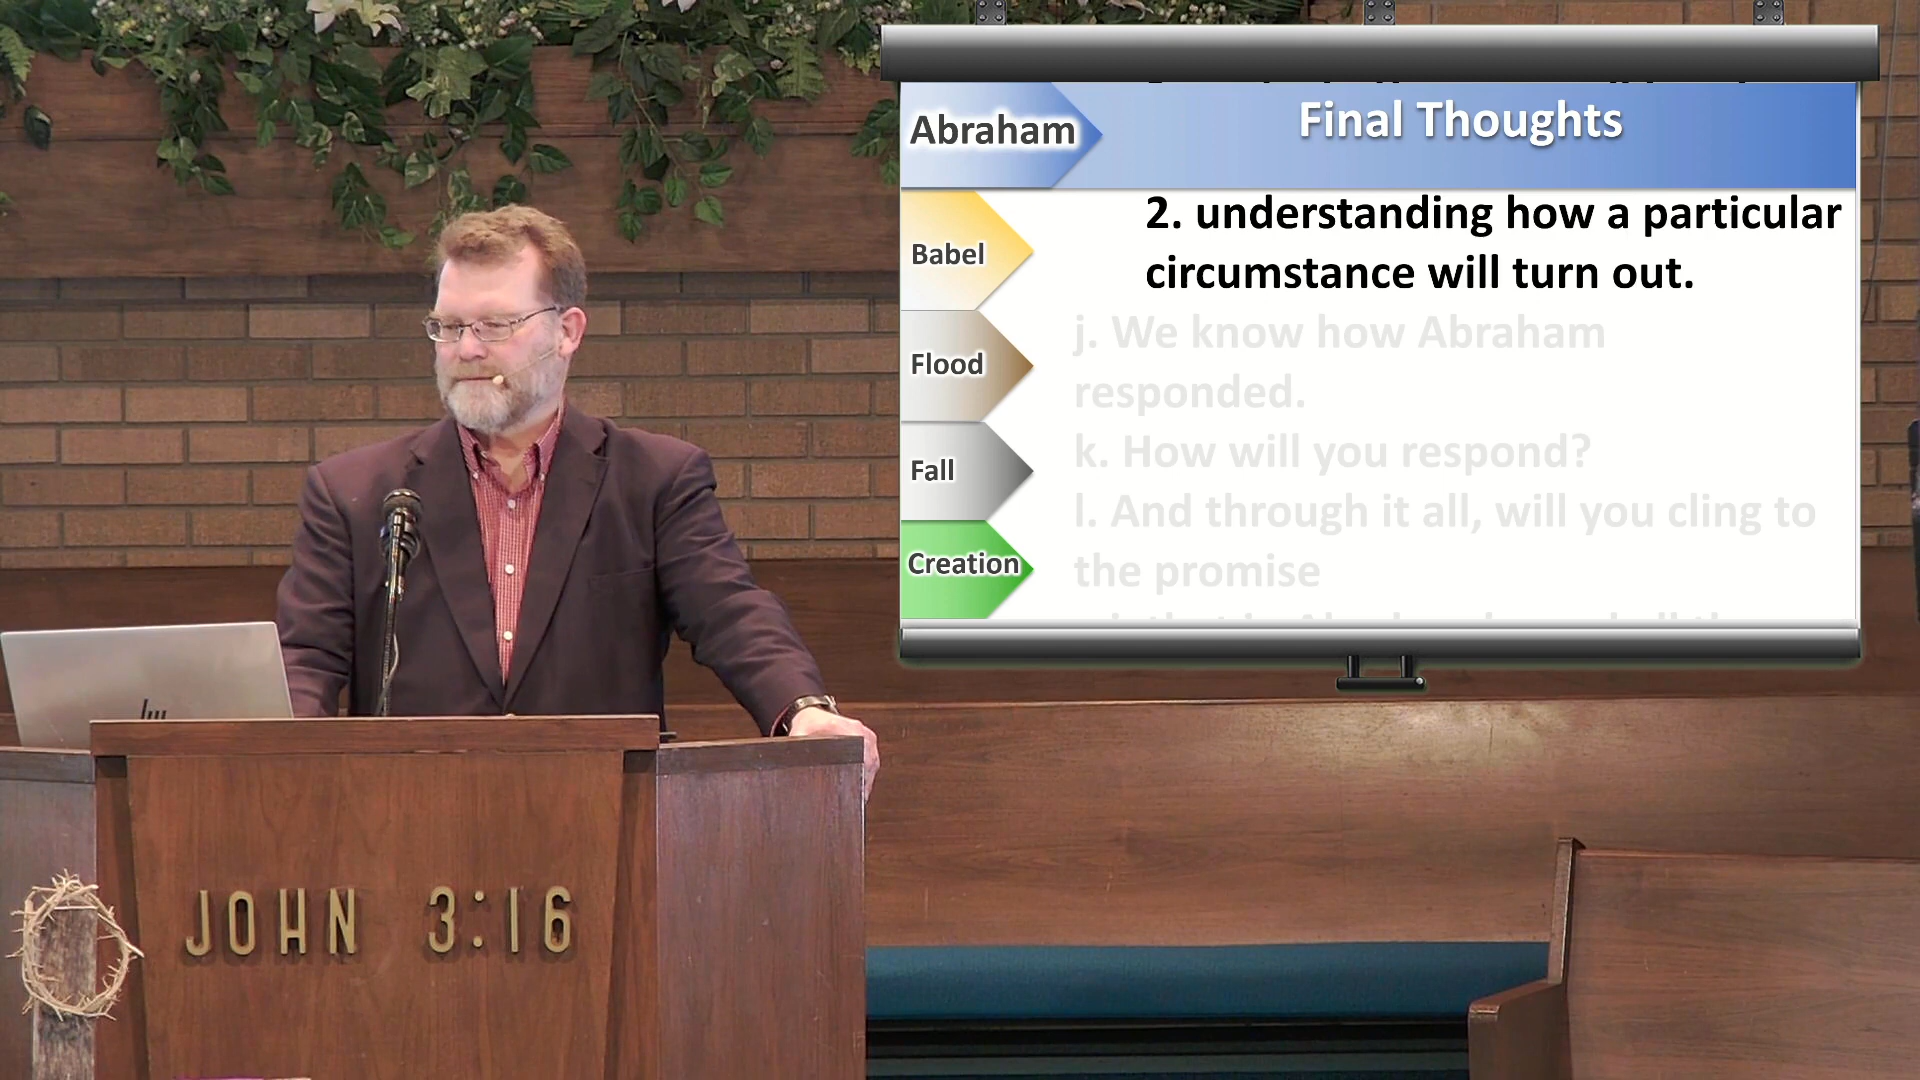 Abraham
Final Thoughts
2. understanding how a particular
circumstance will turn out.
j. We know how Abraham
responded.
k. How will you respond?
l. And through it all, will you cling to
the promise
Babel
Flood
Fall
Creation
hp
JOHN 3:16